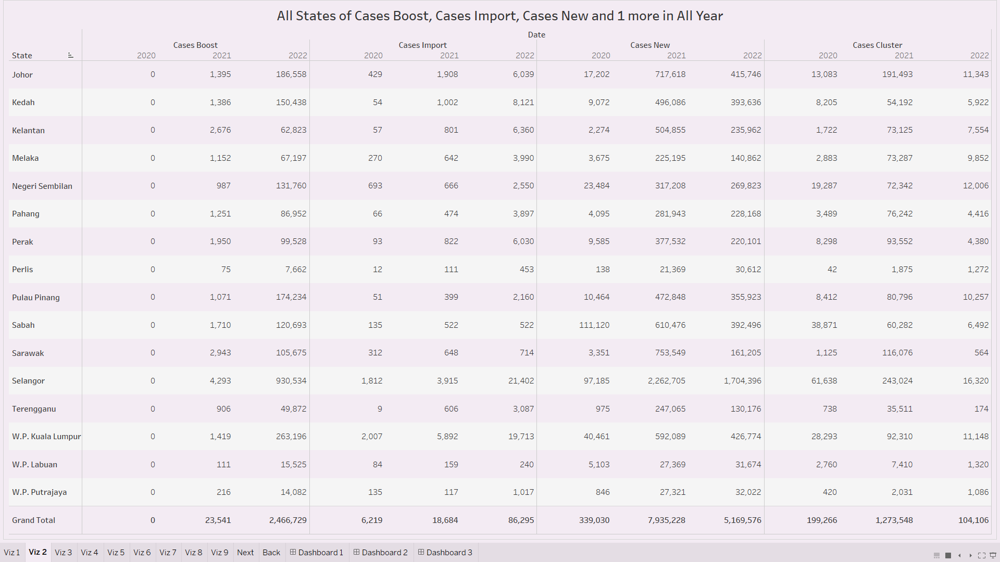 All States of Cases Boost, Cases Import, Cases New and 1 more in All Year
Date
Cases Boost Cases Import Cases New Cases Cluster
State 2020 2021 2022 2020 2021 2022 2020 2021 2022 2020 2021 2022
Johor 0 1,395 186,558 429 1,908 6,039 17,202 717,618 415,746 13,083 191,493 11,343
Kedah 0 1,386 150,438 54 1,002 8,121 9,072 496,086 393,636 8,205 54,192 5,922
Kelantan 0 2,676 62,823 57 801 6,360 2,274 504,855 235,962 1,722 73,125 7,554
Melaka 0 1,152 67,197 270 642 3,990 3,675 225,195 140,862 2,883 73,287 9,852
Negeri Sembilan 0 987 131,760 693 666 2,550 23,484 317,208 269,823 19,287 72,342 12,006
Pahang 0 1,251 86,952 66 474 3,897 4,095 281,943 228,168 3,489 76,242 4,416
Perak 0 1,950 99,528 93 822 6,030 9,585 377,532 220,101 8,298 93,552 4,380
Perlis 0 75 7,662 12 111 453 138 21,369 30,612 42 1,875 1,272
Pulau Pinang 0 1,071 174,234 51 399 2,160 10,464 472,848 355,923 8,412 80,796 10,257
Sabah 0 1,710 120,693 135 522 522 111,120 610,476 392,496 38,871 60,282 6,492
Sarawak 0 2,943 105,675 312 648 714 3,351 753,549 161,205 1,125 116,076 564
Selangor 0 4,293 930,534 1,812 3,915 21,402 97,185 2,262,705 1,704,396 61,638 243,024 16,320
Terengganu 0 906 49,872 9 606 3,087 975 247,065 130,176 738 35,511 174
W.P. Kuala Lumpur 0 1,419 263,196 2,007 5,892 19,713 40,461 592,089 426,774 28,293 92,310 11,148
W.P. Labuan 0 111 15,525 84 159 240 5,103 27,369 31,674 2,760 7,410 1,320
W.P. Putrajaya 0 216 14,082 135 117 1,017 846 27,321 32,022 420 2,031 1,086
Grand Total 0 23,541 2,466,729 6,219 18,684 86,295 339,030 7,935,228 5,169,576 199,266 1,273,548 104,106
Viz 1 Viz 2 Viz 3 Viz 4 Viz 5 Viz 6 Viz 7 Viz 8 Viz 9 Next Back Dashboard 1 Dashboard 2 Dashboard 3